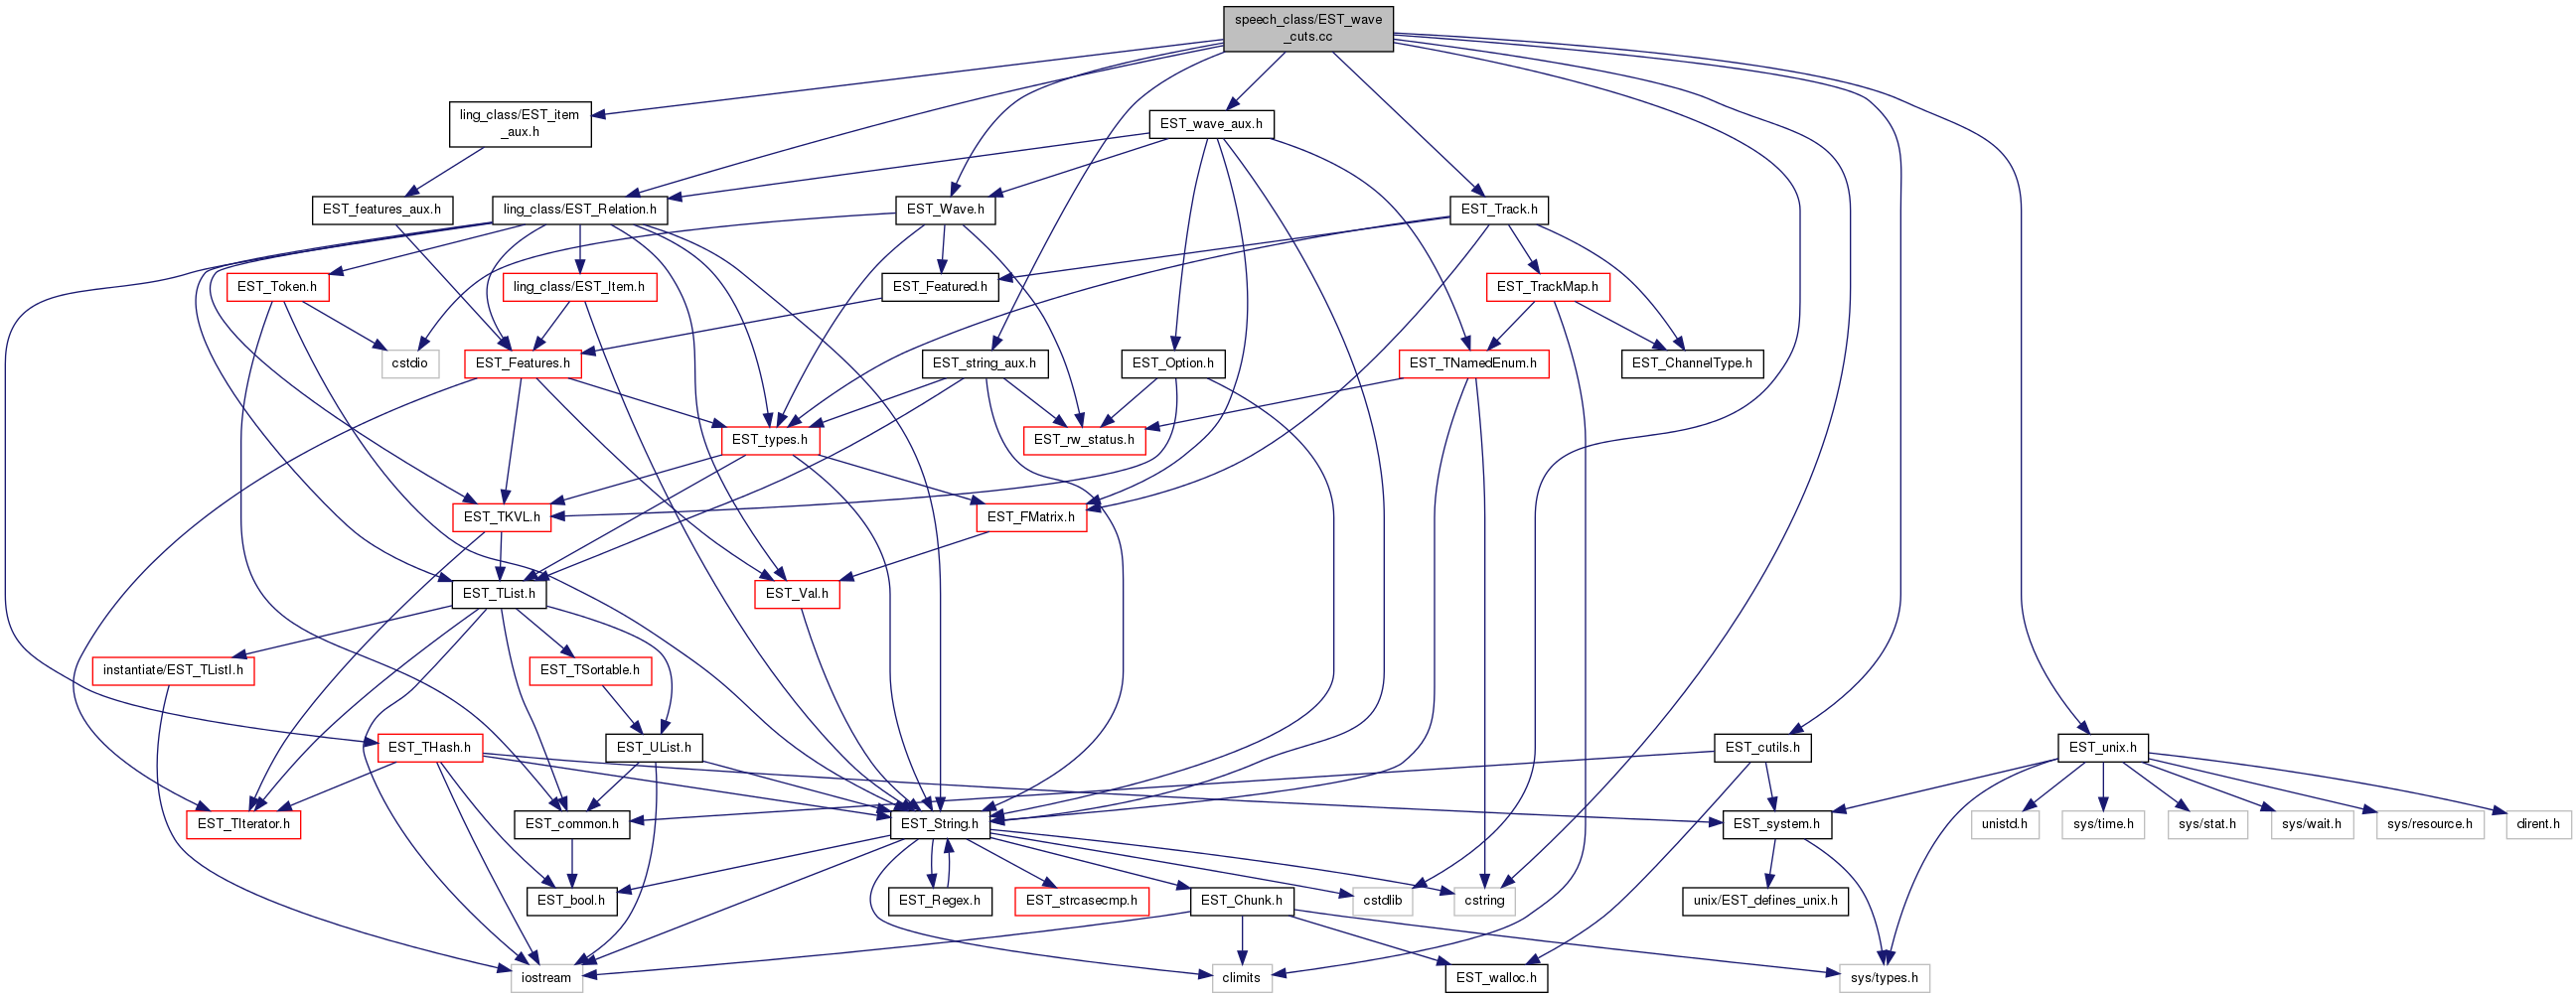 speech_class/EST_wave
_cuts.cc
ling_class/EST_item
_aux.h
EST_wave_aux.h
EST_features_aux.h
ling_class/EST_Relation.h
EST_Wave.h
EST_Track.h
EST_Token.h
ling_class/EST_Item.h
EST_Featured.h
EST_TrackMap.h
cstdio
EST_Features.h
EST_string_aux.h
EST_Option.h
EST_TNamedEnum.h
EST_ChannelType.h
EST_types.h
EST_rw_status.h
EST_TKVL.h
EST_FMatrix.h
EST_TList.h
EST_Val.h
instantiate/EST_TListI.h
EST_TSortable.h
EST_THash.h
EST_UList.h
EST_cutils.h
EST_unix.h
EST_TIterator.h
EST_common.h
EST_String.h
EST_system.h
unistd.h
sys/time.h
sys/stat.h
sys/wait.h
sys/resource.h
dirent.h
EST_bool.h
EST_Regex.h
EST_strcasecmp.h
EST_Chunk.h
cstdlib
cstring
unix/EST_defines_unix.h
iostream
climits
EST_walloc.h
sys/types.h